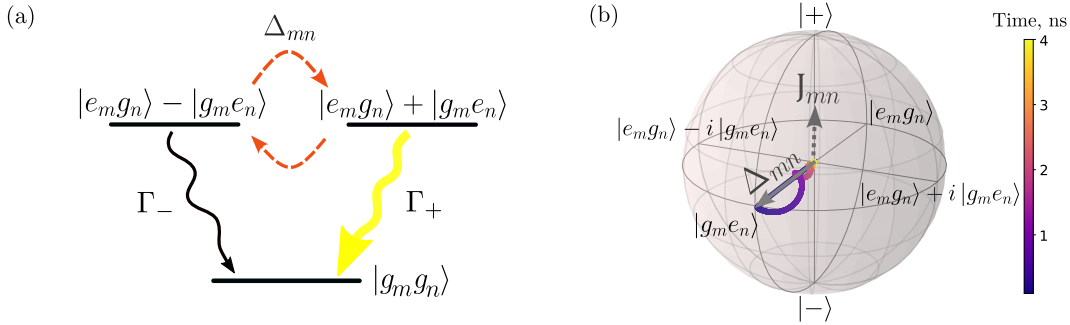 (a)
Δ_{mn}
|e_m g_n⟩ − |g_m e_n⟩
|e_m g_n⟩ + |g_m e_n⟩
Γ_−
Γ_+
|g_m g_n⟩
(b)
|+⟩
Time, ns
4
3
2
1
J_{mn}
|e_m g_n⟩
|e_m g_n⟩ − i |g_m e_n⟩
Δ_{mn}
|e_m g_n⟩ + i |g_m e_n⟩
|g_m e_n⟩
|−⟩